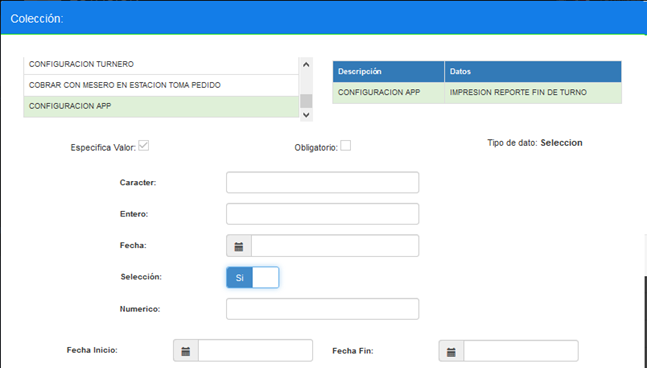 Colección:
CONFIGURACION TURNERO
COBRAR CON MESERO EN ESTACION TOMA PEDIDO
CONFIGURACION APP
Descripción Datos
CONFIGURACION APP IMPRESION REPORTE FIN DE TURNO
Especifica Valor: Obligatorio: Tipo de dato: Seleccion
Caracter:
Entero:
Fecha:
Selección: Si
Numerico:
Fecha Inicio: Fecha Fin: